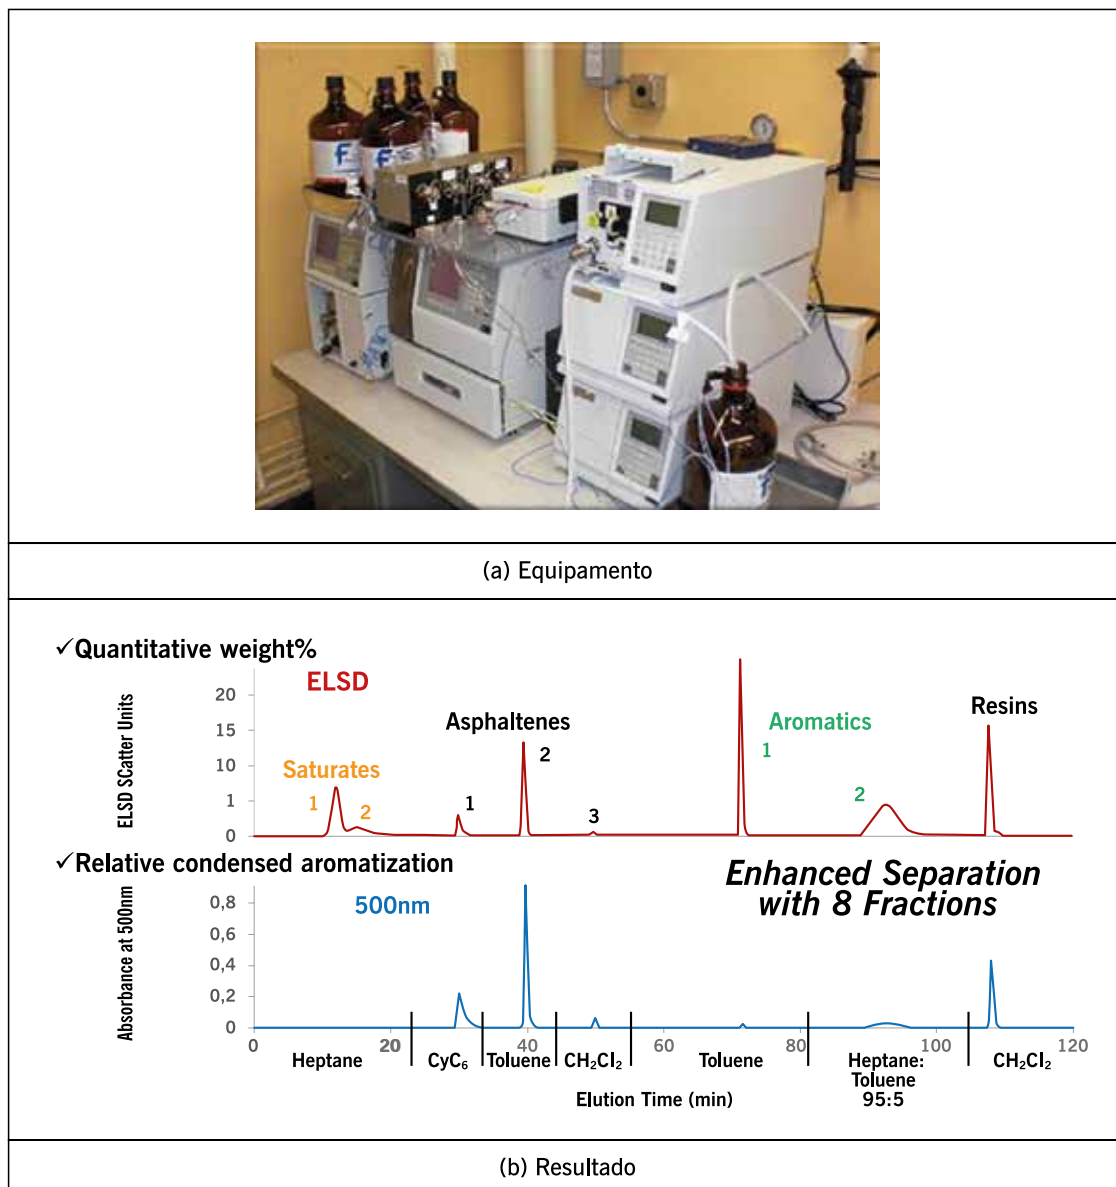 (a) Equipamento
✓Quantitative weight%
ELSD SCatter Units
20
15
10
1
0
ELSD
Saturates
1
2
Asphaltenes
1
2
3
Aromatics
1
2
Resins
✓Relative condensed aromatization
Absorbance at 500nm
0,8
0,6
0,4
0,2
0
500nm
Enhanced Separation
with 8 Fractions
0 20 40 60 80 100 120
Heptane CyC₆ Toluene CH₂Cl₂ Toluene Heptane: CH₂Cl₂
Toluene
95:5
Elution Time (min)
(b) Resultado